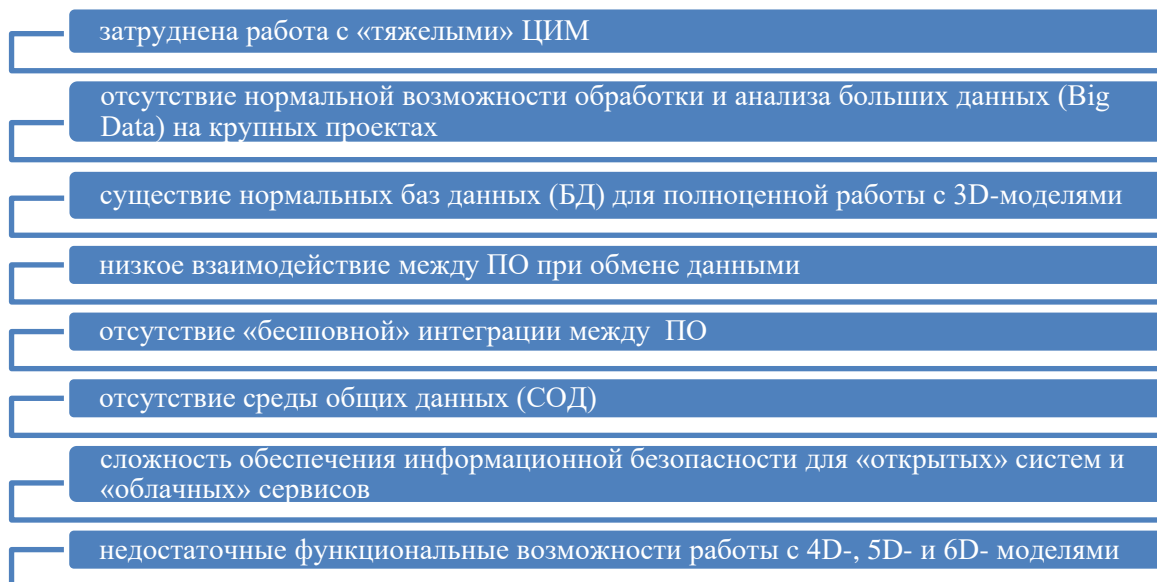 затруднена работа с «тяжелыми» ЦИМ
отсутствие нормальной возможности обработки и анализа больших данных (Big
Data) на крупных проектах
существие нормальных баз данных (БД) для полноценной работы с 3D-моделями
низкое взаимодействие между ПО при обмене данными
отсутствие «бесшовной» интеграции между ПО
отсутствие среды общих данных (СОД)
сложность обеспечения информационной безопасности для «открытых» систем и
«облачных» сервисов
недостаточные функциональные возможности работы с 4D-, 5D- и 6D- моделями